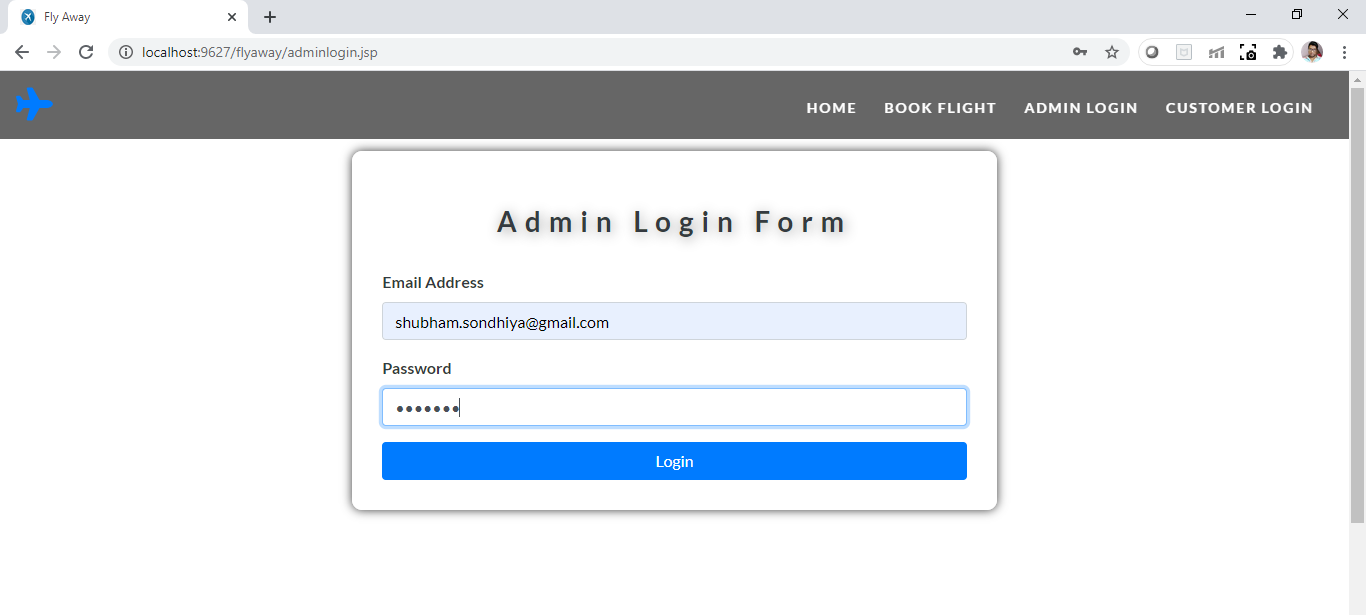 Fly Away
localhost:9627/flyaway/adminlogin.jsp
HOME BOOK FLIGHT ADMIN LOGIN CUSTOMER LOGIN
Admin Login Form
Email Address
shubham.sondhiya@gmail.com
Password
•••••••
Login